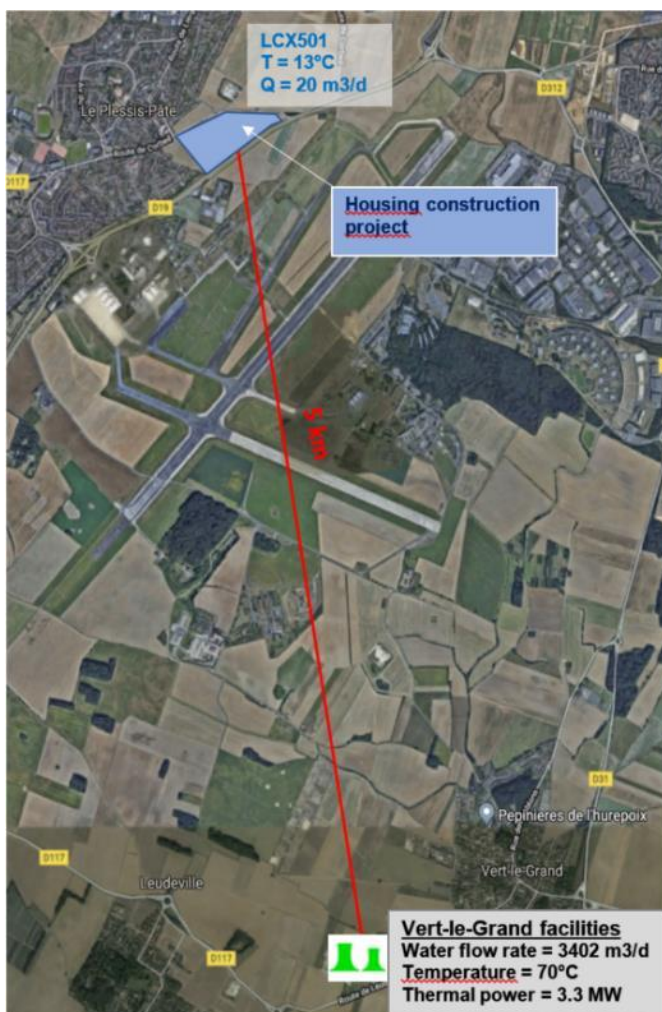 LCX501
T = 13°C
Q = 20 m3/d
Le Plessis-Pâté
D312
D117
D19
Housing construction
project
5 km
D31
Pépinières de l'hurepoix
Vert-le-Grand
D117
Leudeville
D117
Vert-le-Grand facilities
Water flow rate = 3402 m3/d
Temperature = 70°C
Thermal power = 3.3 MW